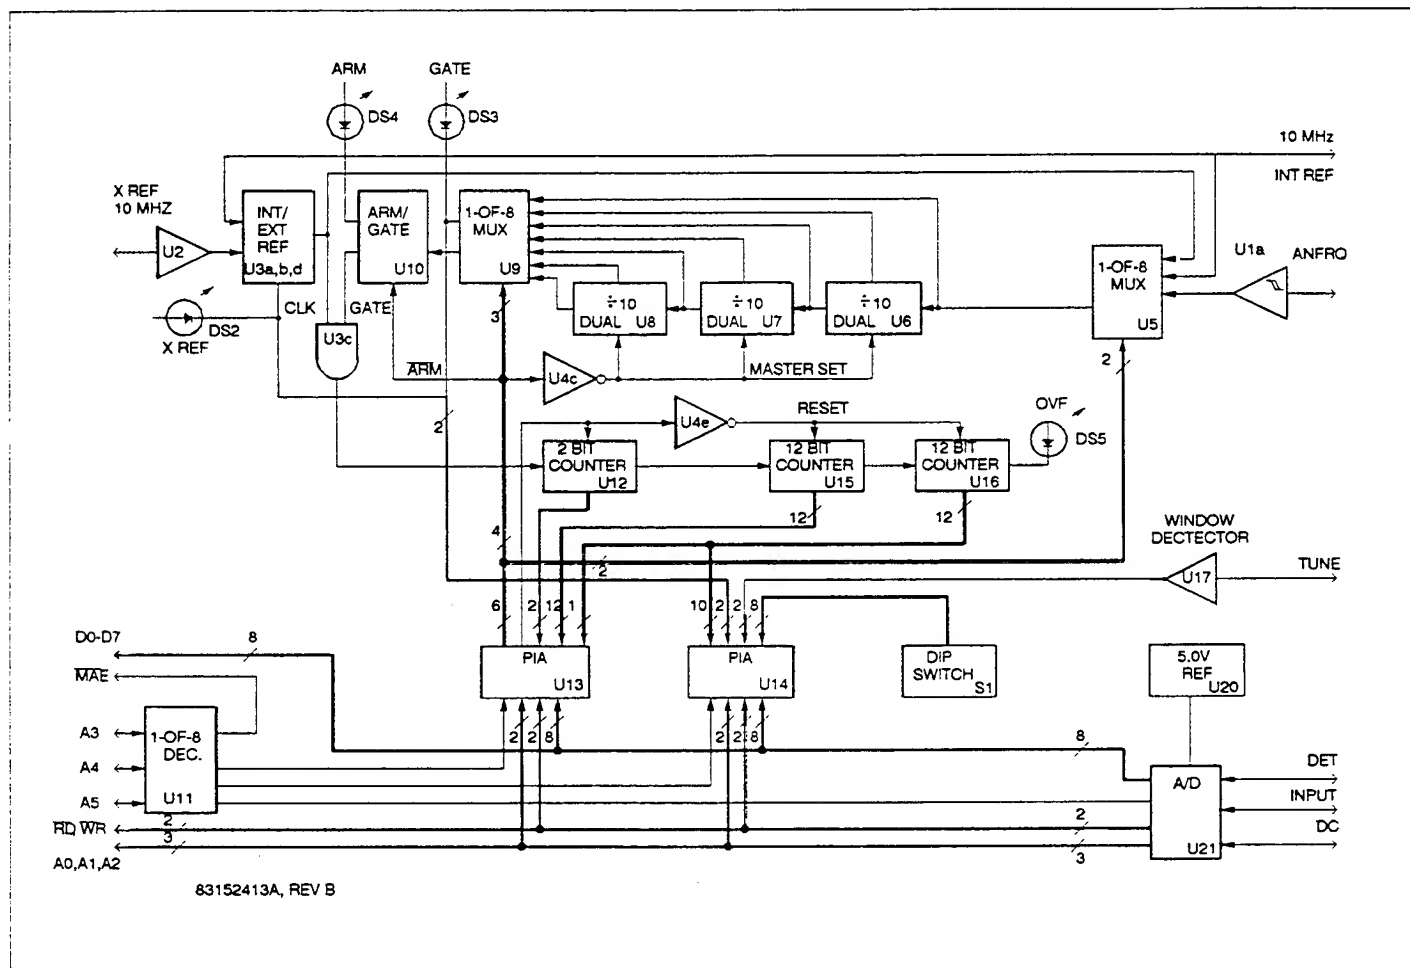 ARM
GATE
DS4
DS3
10 MHz
INT REF
X REF
10 MHZ
U2
INT/
EXT
REF
U3a,b,d
ARM/
GATE
U10
1-OF-8
MUX
U9
1-OF-8
MUX
U5
U1a
ANFRQ
÷10
DUAL U8
÷10
DUAL U7
÷10
DUAL U6
DS2
X REF
CLK
GATE
U3c
3
ARM
U4c
MASTER SET
2
2
U4e
RESET
OVF
DS5
2 BIT
COUNTER
U12
12 BIT
COUNTER
U15
12 BIT
COUNTER
U16
12
12
4
2
WINDOW
DECTECTOR
U17
TUNE
6
2
12
1
10
2
2
8
D0-D7
8
MAE
PIA
U13
PIA
U14
DIP
SWITCH
S1
5.0V
REF
U20
A3
A4
A5
1-OF-8
DEC.
U11
2
2
8
2
2
8
8
A/D
U21
DET
INPUT
DC
RD, WR
2
2
3
3
A0,A1,A2
83152413A, REV B